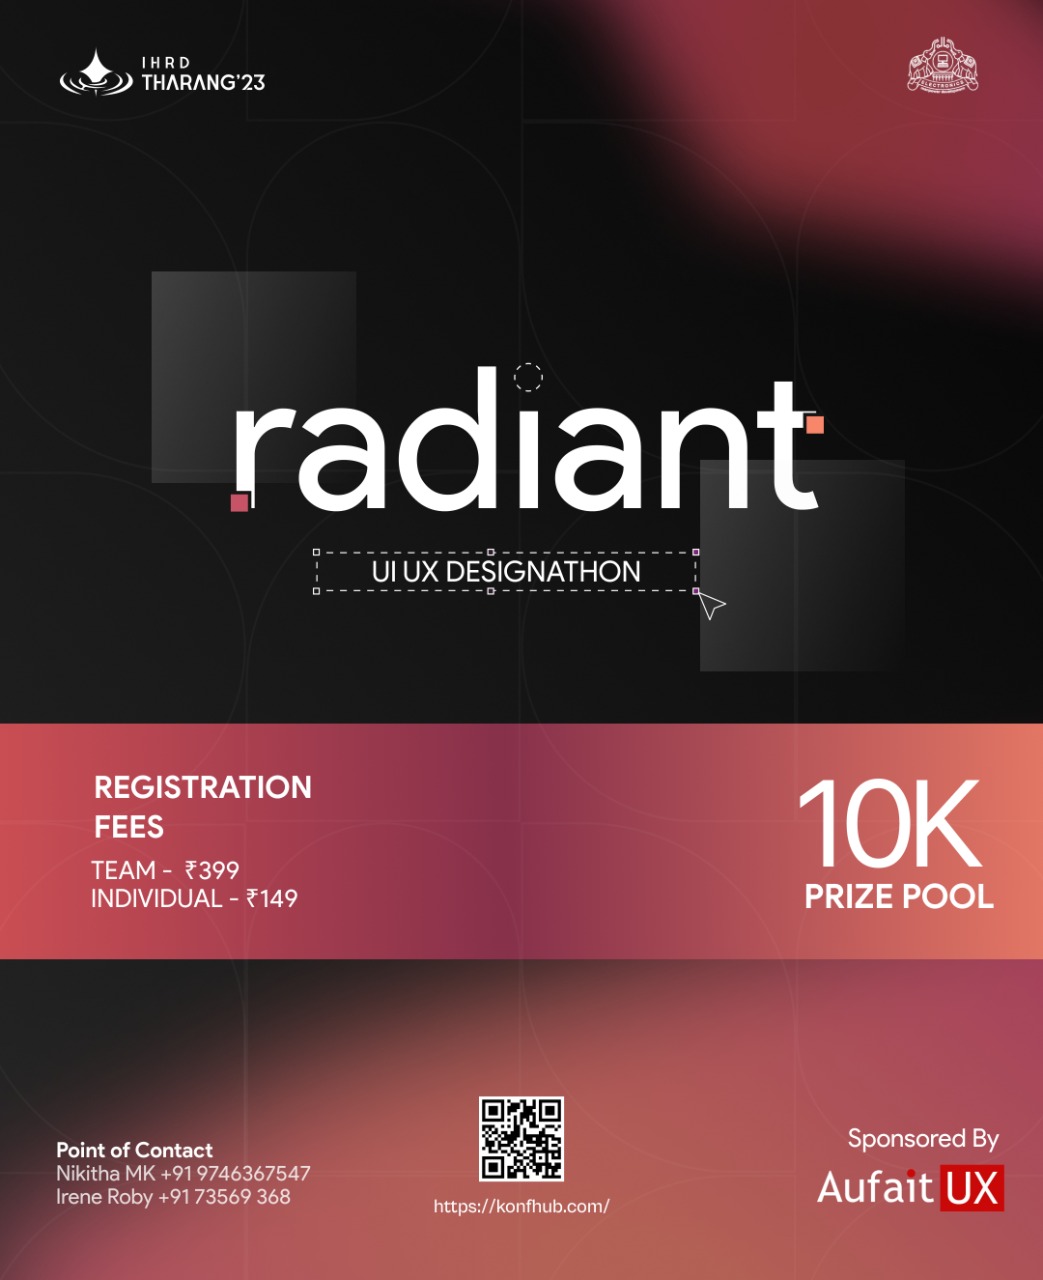 IHRD
THARANG'23
ELECTRONICS
radiant
UI UX DESIGNATHON
REGISTRATION
FEES
TEAM - ₹399
INDIVIDUAL - ₹149
10K
PRIZE POOL
Point of Contact
Nikitha MK +91 9746367547
Irene Roby +91 73569 368
https://konfhub.com/
Sponsored By
Aufait UX